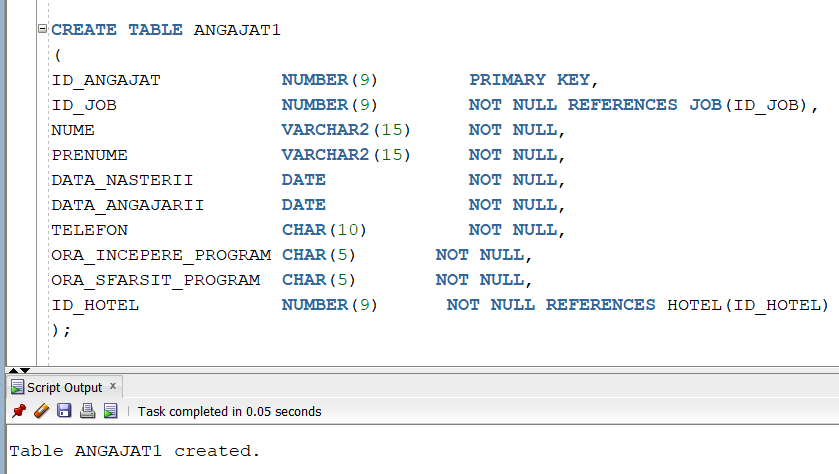 CREATE TABLE ANGAJAT1
(
ID_ANGAJAT NUMBER(9) PRIMARY KEY,
ID_JOB NUMBER(9) NOT NULL REFERENCES JOB(ID_JOB),
NUME VARCHAR2(15) NOT NULL,
PRENUME VARCHAR2(15) NOT NULL,
DATA_NASTERII DATE NOT NULL,
DATA_ANGAJARII DATE NOT NULL,
TELEFON CHAR(10) NOT NULL,
ORA_INCEPERE_PROGRAM CHAR(5) NOT NULL,
ORA_SFARSIT_PROGRAM CHAR(5) NOT NULL,
ID_HOTEL NUMBER(9) NOT NULL REFERENCES HOTEL(ID_HOTEL)
);
Script Output x
Task completed in 0.05 seconds
Table ANGAJAT1 created.